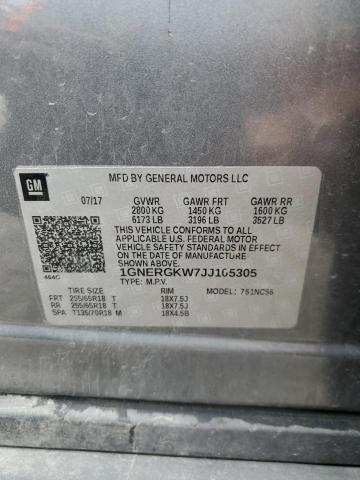 GM
MFD BY GENERAL MOTORS LLC
07/17 GVWR GAWR FRT GAWR RR
2800 KG 1450 KG 1600 KG
6173 LB 3196 LB 3527 LB
THIS VEHICLE CONFORMS TO ALL
APPLICABLE U.S. FEDERAL MOTOR
VEHICLE SAFETY STANDARDS IN EFFECT
ON THE DATE OF MANUFACTURE SHOWN ABOVE.
1GNERGKW7JJ165305
464C TYPE: M.P.V.
TIRE SIZE RIM MODEL:
FRT 255/65R18 T 18X7.5J
RR 255/65R18 T 18X7.5J
SPA T135/70R18 M 18X4.5B